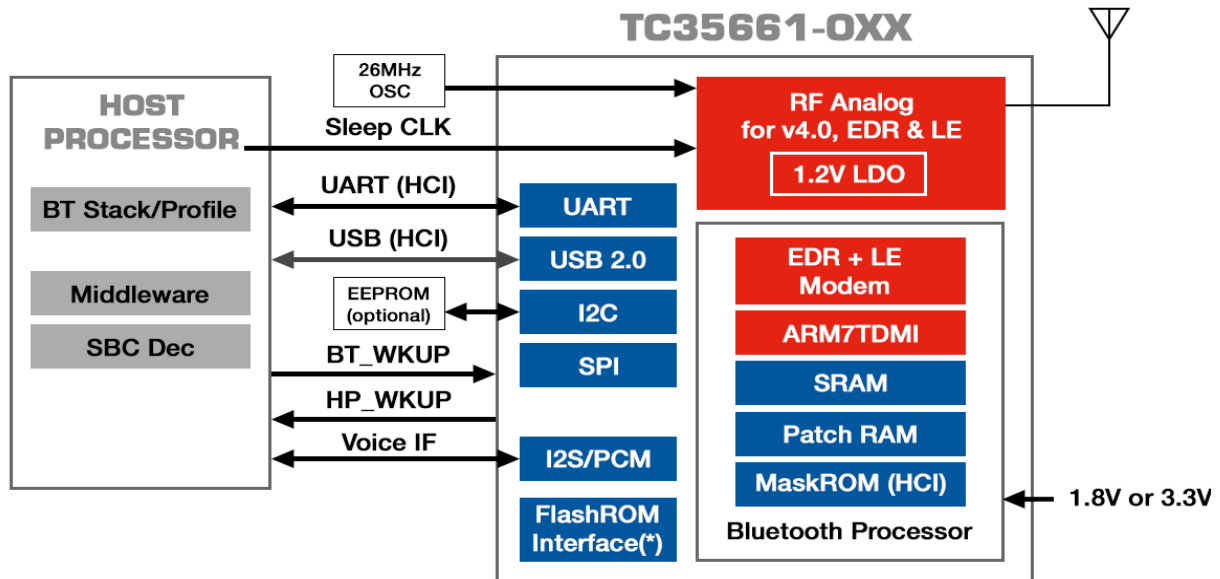 TC35661-0XX
HOST
PROCESSOR
BT Stack/Profile
Middleware
SBC Dec
26MHz
OSC
Sleep CLK
UART (HCI)
USB (HCI)
EEPROM
(optional)
BT_WKUP
HP_WKUP
Voice IF
UART
USB 2.0
I2C
SPI
I2S/PCM
FlashROM
Interface(*)
RF Analog
for v4.0, EDR & LE
1.2V LDO
EDR + LE
Modem
ARM7TDMI
SRAM
Patch RAM
MaskROM (HCI)
Bluetooth Processor
1.8V or 3.3V